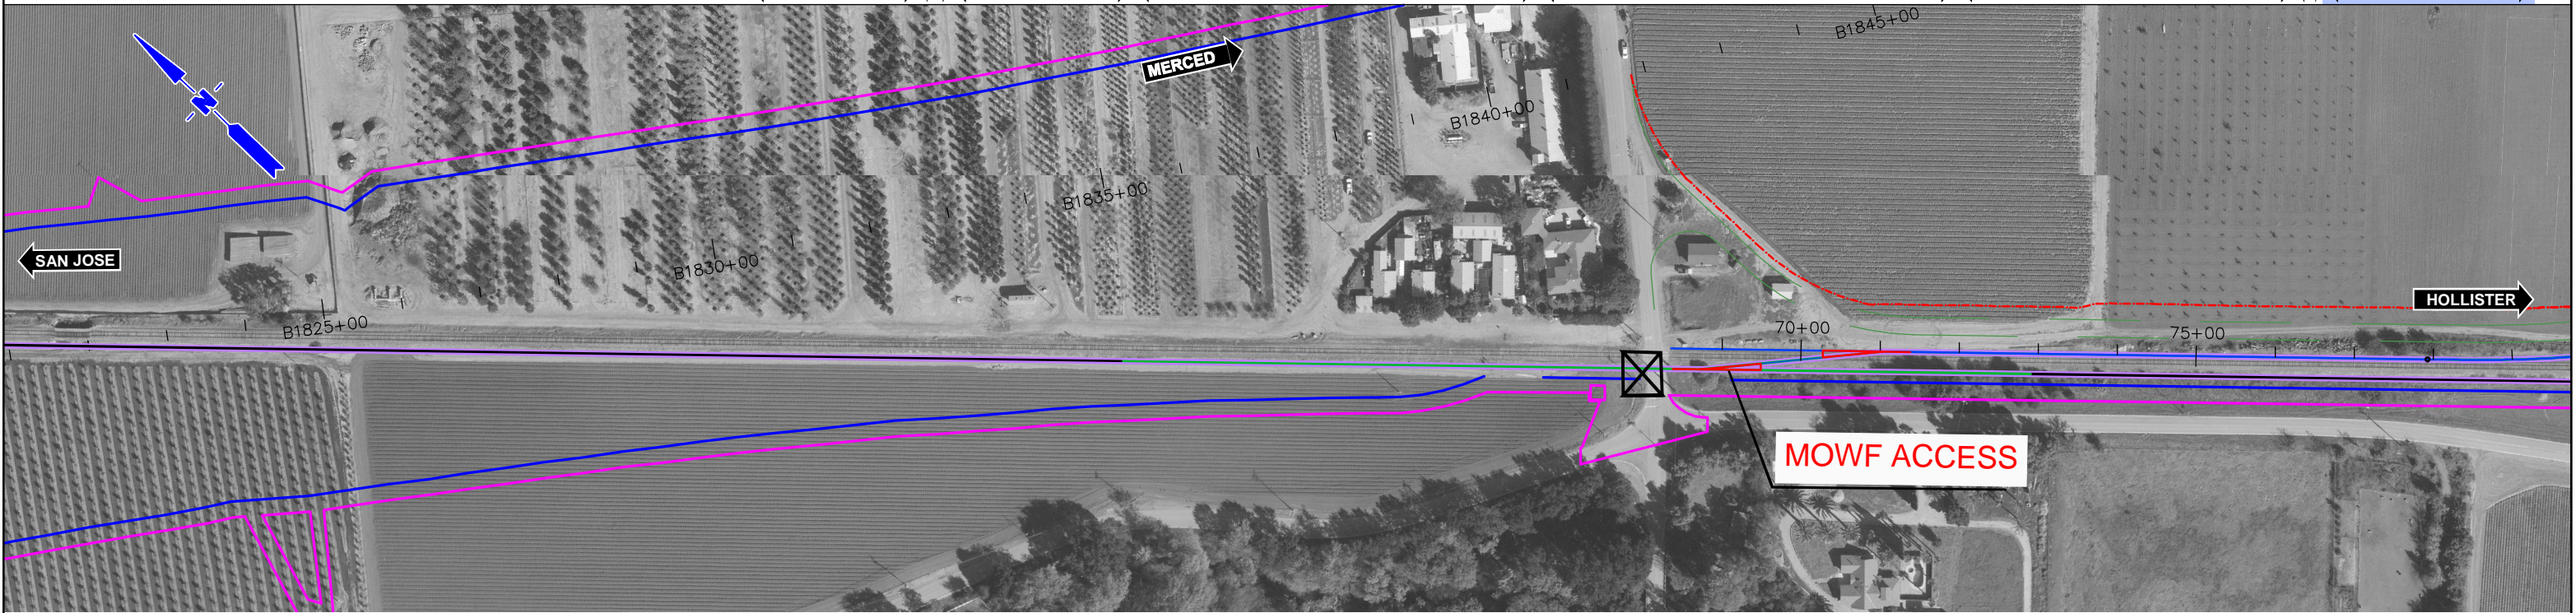 B1845+00
MERCED
N
B1840+00
B1835+00
SAN JOSE
B1830+00
HOLLISTER
B1825+00
70+00
75+00
MOWF ACCESS